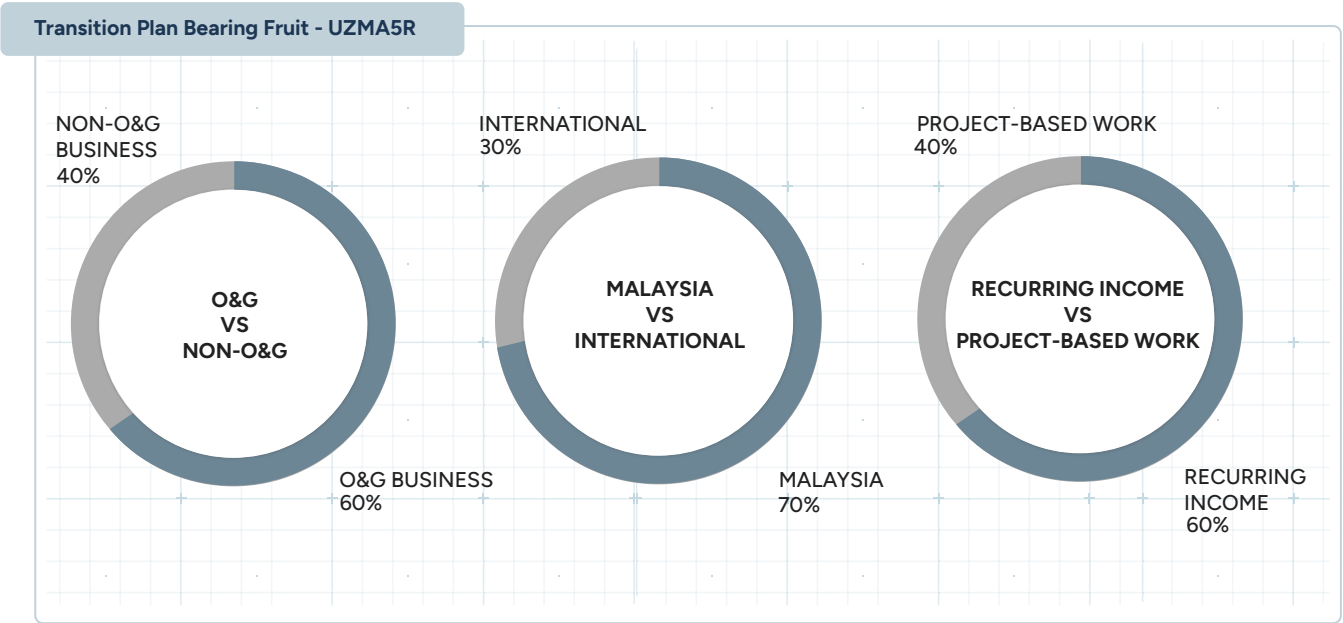 Transition Plan Bearing Fruit - UZMA5R
NON-O&G
BUSINESS
40%
O&G
VS
NON-O&G
O&G BUSINESS
60%
INTERNATIONAL
30%
MALAYSIA
VS
INTERNATIONAL
MALAYSIA
70%
PROJECT-BASED WORK
40%
RECURRING INCOME
VS
PROJECT-BASED WORK
RECURRING
INCOME
60%